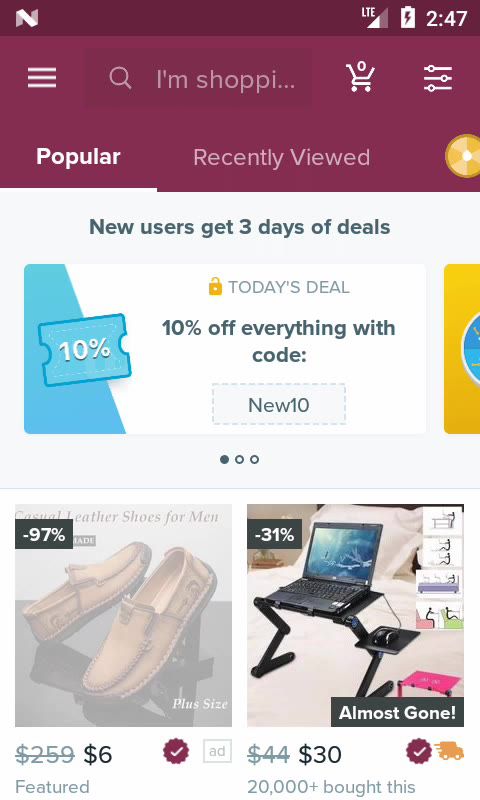 LTE 2:47
I'm shoppi... 0
Popular Recently Viewed
New users get 3 days of deals
TODAY'S DEAL
10% off everything with
code:
10%
New10
Casual Leather Shoes for Men
-97% MADE
Plus Size
-31%
Almost Gone!
$259 $6 ad
$44 $30
Featured
20,000+ bought this